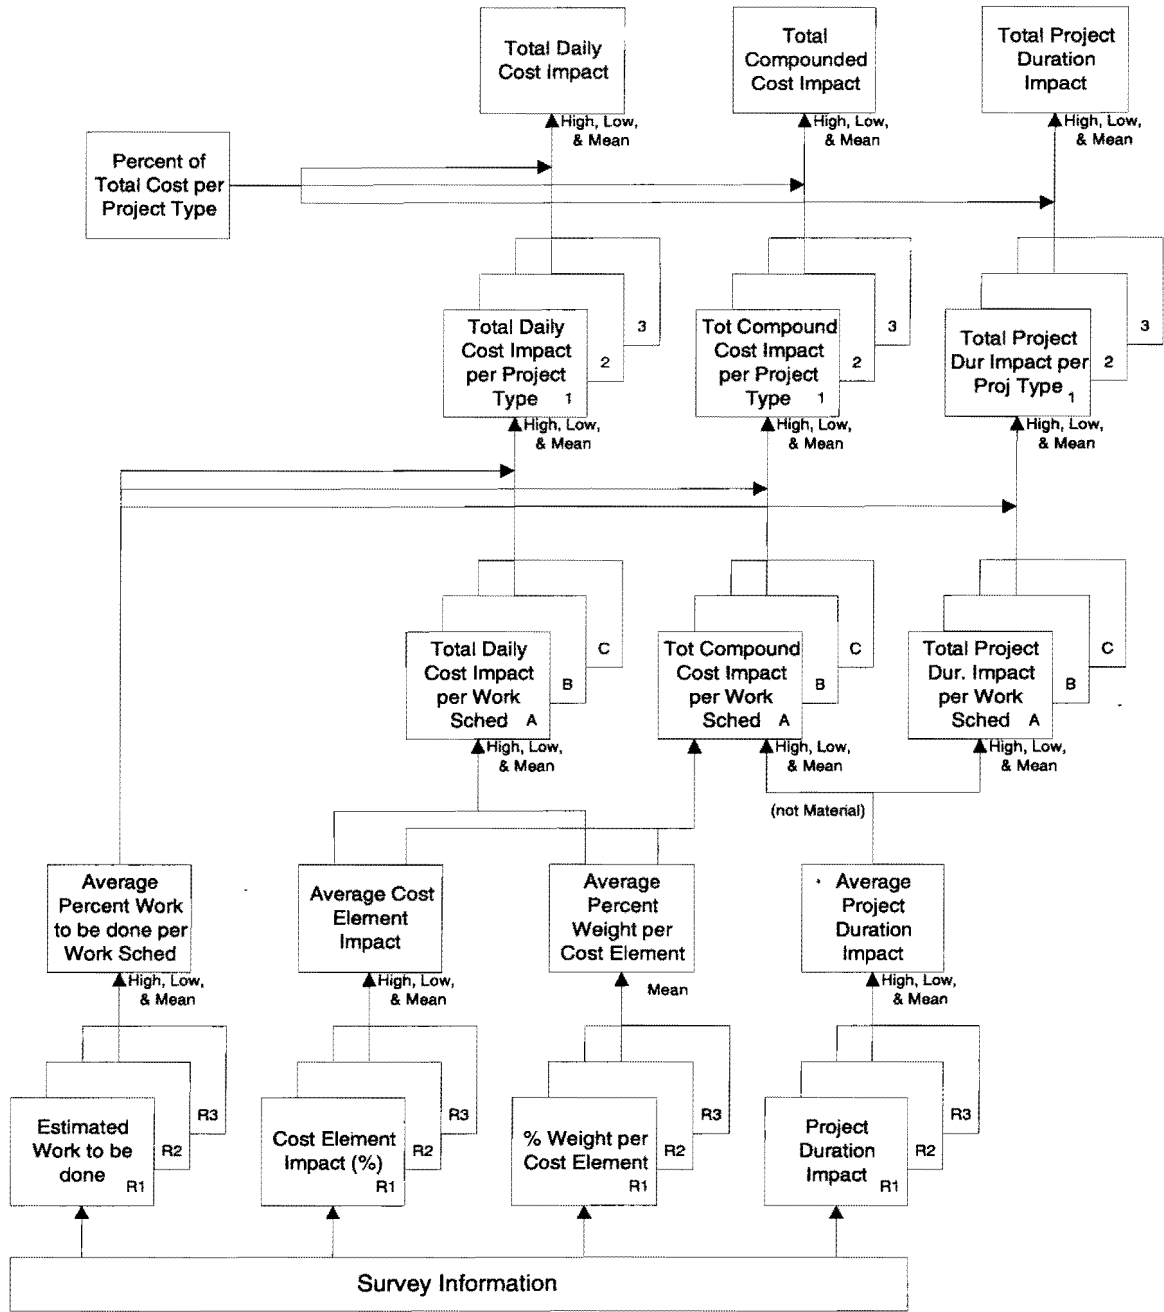 Total Daily
Cost Impact
Total
Compounded
Cost Impact
Total Project
Duration
Impact
High, Low,
& Mean
High, Low,
& Mean
High, Low,
& Mean
Percent of
Total Cost per
Project Type
3
2
Total Daily
Cost Impact
per Project
Type 1
3
2
Tot Compound
Cost Impact
per Project
Type 1
3
2
Total Project
Dur Impact per
Proj Type 1
High, Low,
& Mean
High, Low,
& Mean
High, Low,
& Mean
C
B
Total Daily
Cost Impact
per Work
Sched A
C
B
Tot Compound
Cost Impact
per Work
Sched A
C
B
Total Project
Dur. Impact
per Work
Sched A
High, Low,
& Mean
High, Low,
& Mean
High, Low,
& Mean
(not Material)
Average
Percent Work
to be done per
Work Sched
Average Cost
Element
Impact
Average
Percent
Weight per
Cost Element
Average
Project
Duration
Impact
High, Low,
& Mean
High, Low,
& Mean
Mean
High, Low,
& Mean
R3
R2
Estimated
Work to be
done
R1
R3
R2
Cost Element
Impact (%)
R1
R3
R2
% Weight per
Cost Element
R1
R3
R2
Project
Duration
Impact
R1
Survey Information